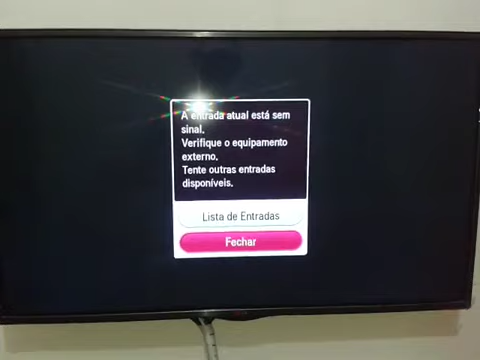 A entrada atual está sem
sinal.
Verifique o equipamento
externo.
Tente outras entradas
disponíveis.
Lista de Entradas
Fechar